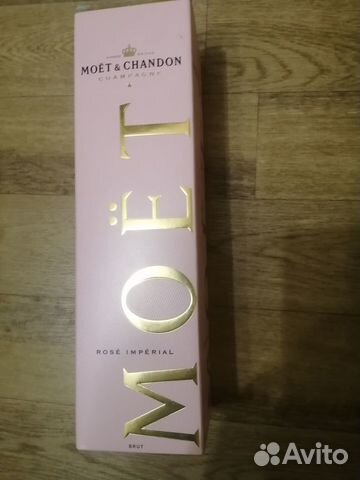 MOËT & CHANDON
CHAMPAGNE
MOËT
ROSÉ IMPÉRIAL
BRUT
Avito